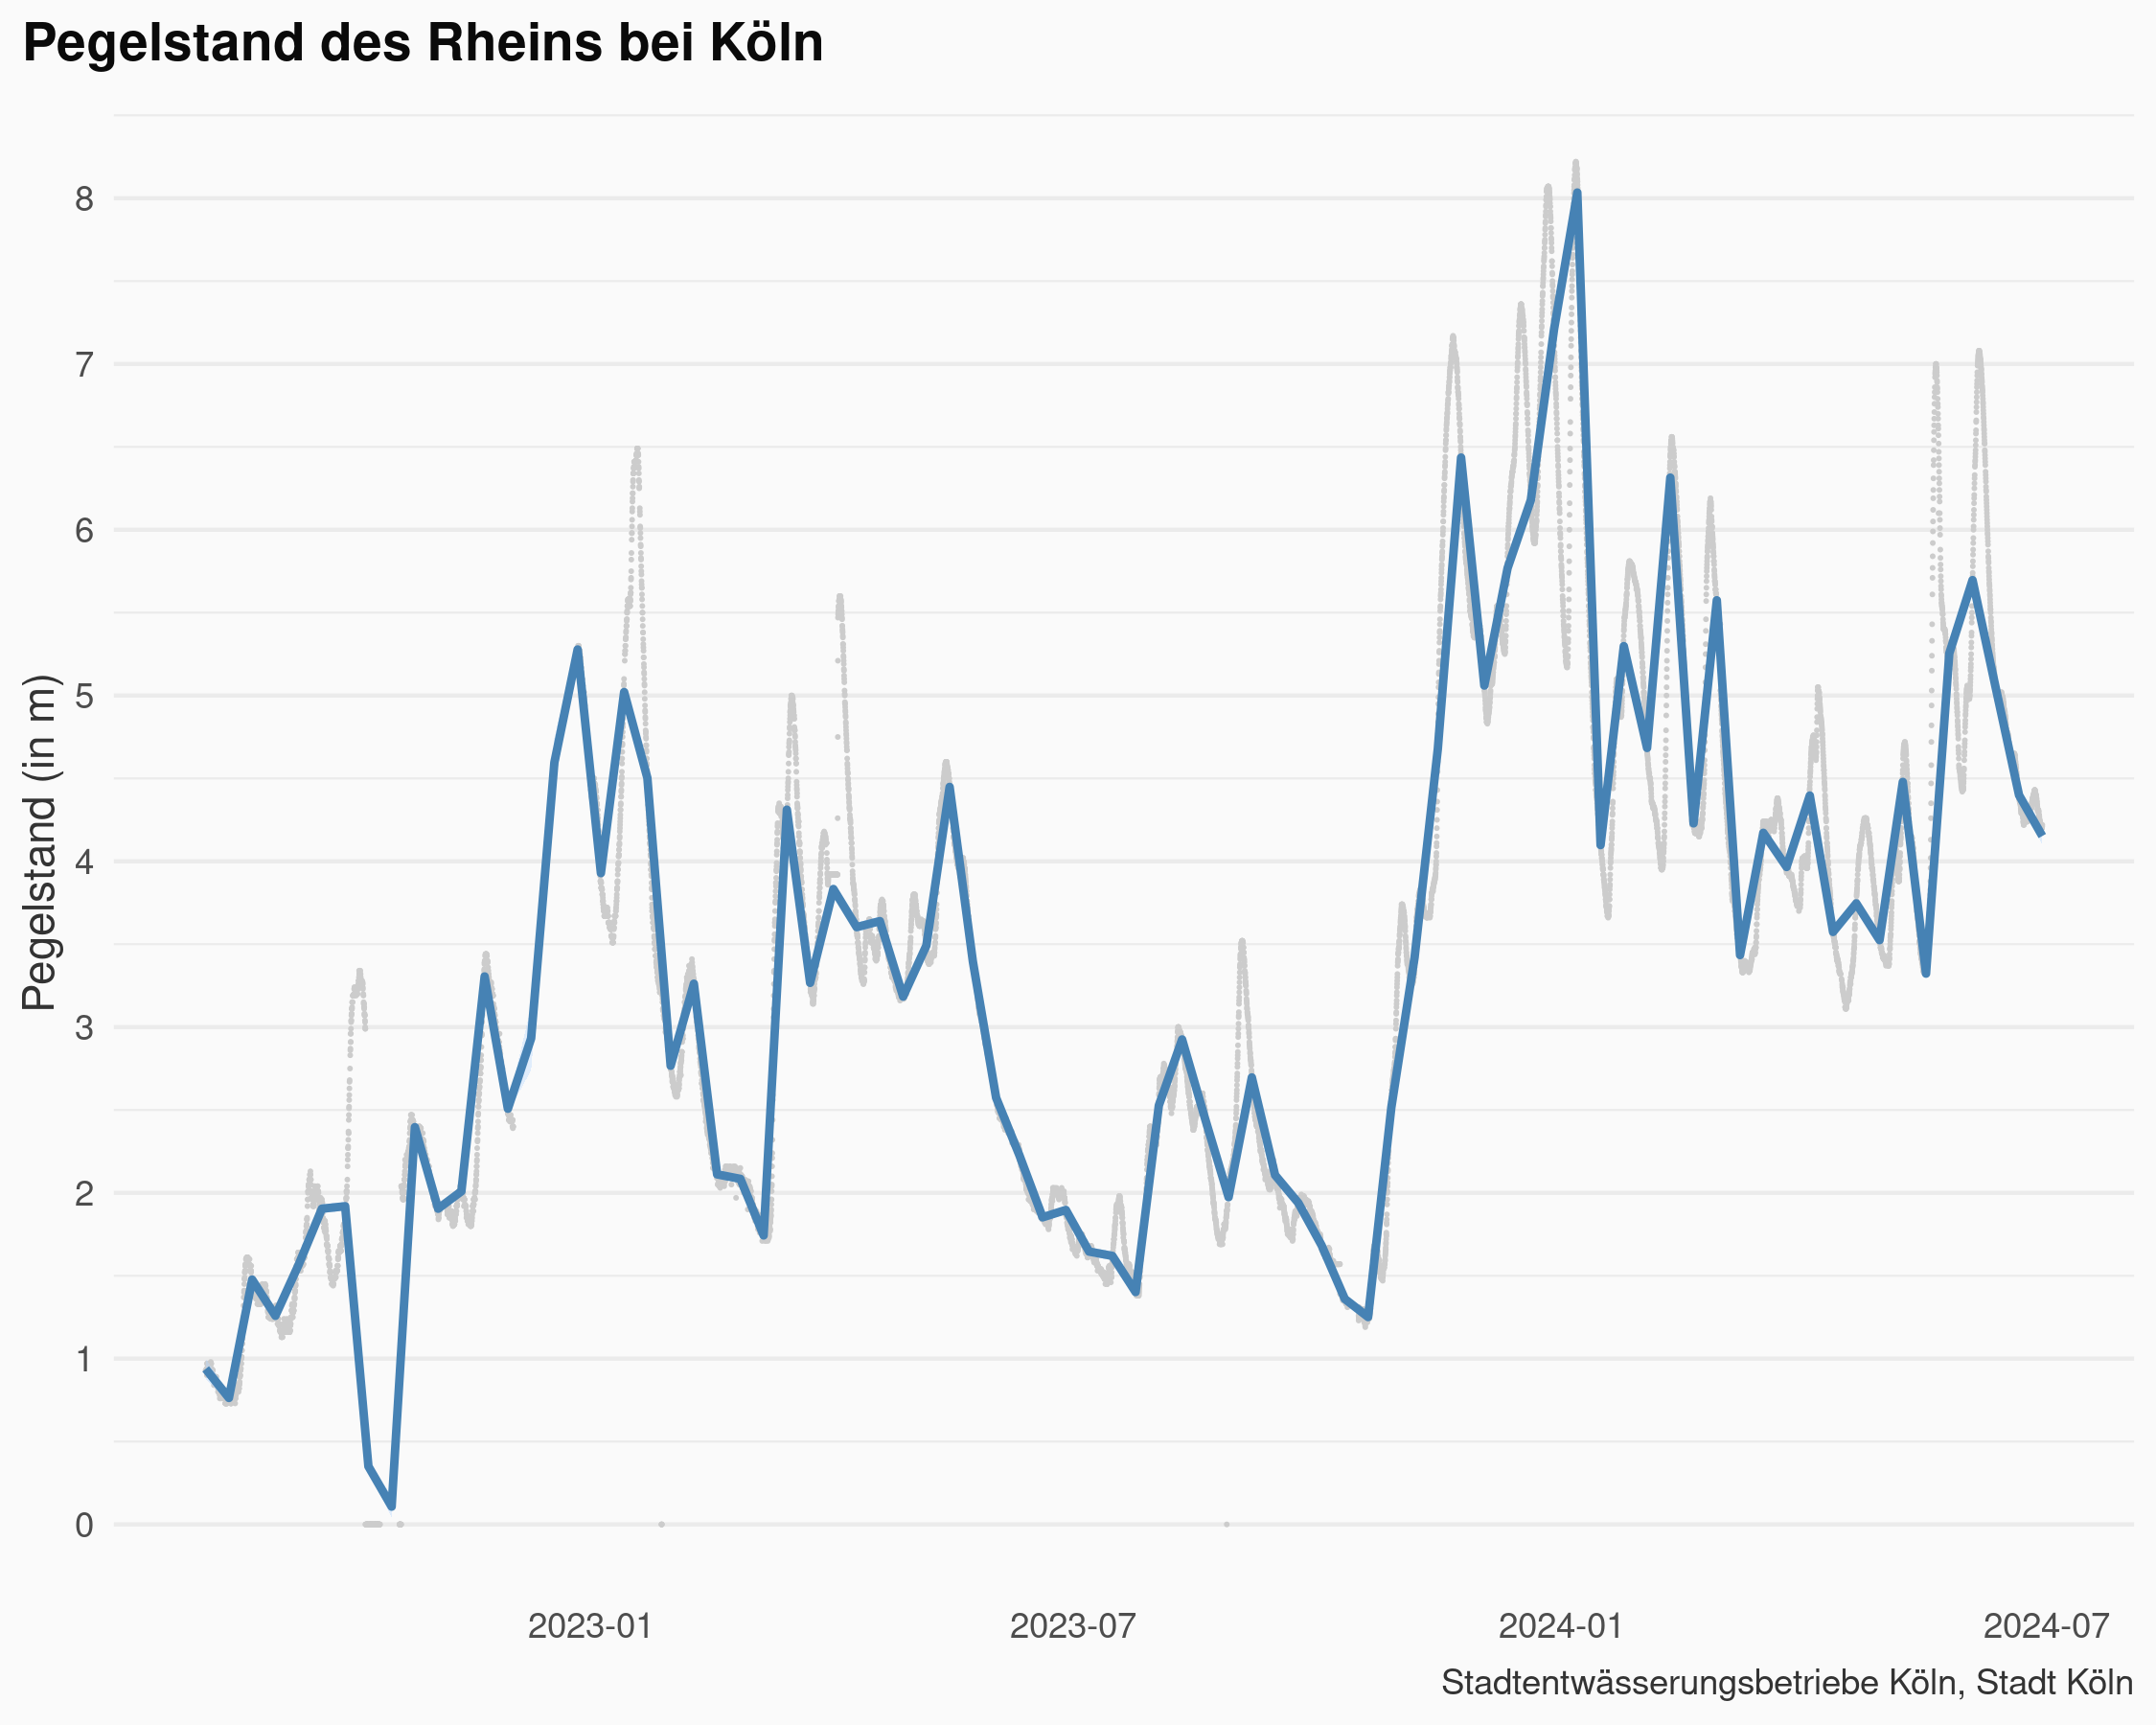 Pegelstand des Rheins bei Köln
Pegelstand (in m)
8
7
6
5
4
3
2
1
0
2023-01 2023-07 2024-01 2024-07
Stadtentwässerungsbetriebe Köln, Stadt Köln